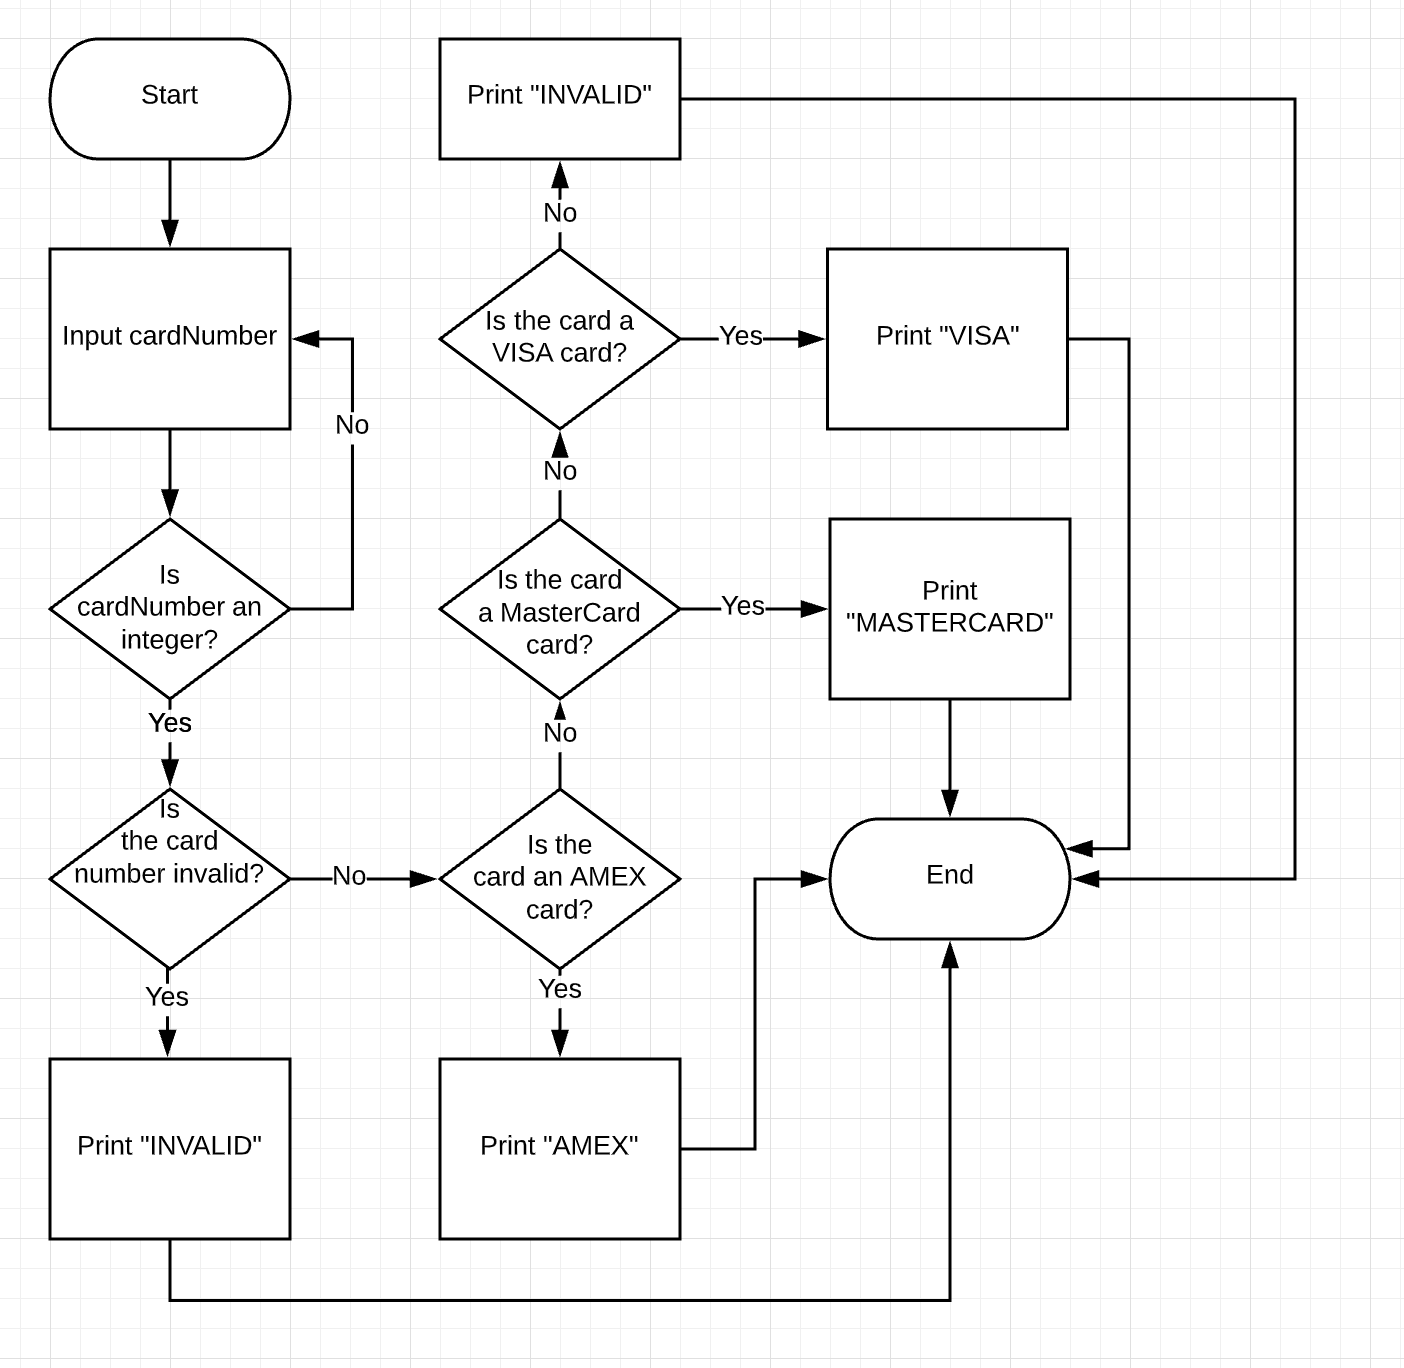 Start
Input cardNumber
No
Is
cardNumber an
integer?
Yes
Is
the card
number invalid?
No
Yes
Print "INVALID"
Is the
card an AMEX
card?
Yes
Print "AMEX"
No
Is the card
a MasterCard
card?
Yes
Print
"MASTERCARD"
No
Is the card a
VISA card?
Yes
Print "VISA"
No
Print "INVALID"
End